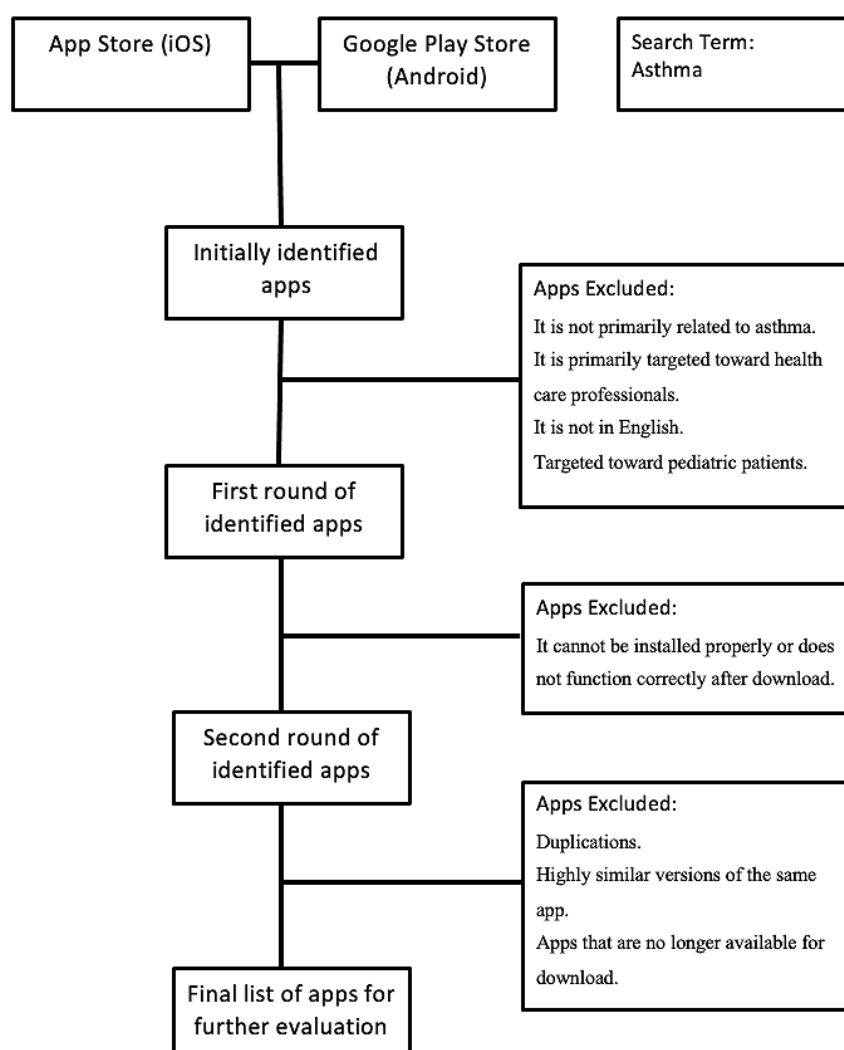 App Store (iOS)
Google Play Store
(Android)
Search Term:
Asthma
Initially identified
apps
Apps Excluded:
It is not primarily related to asthma.
It is primarily targeted toward health
care professionals.
It is not in English.
Targeted toward pediatric patients.
First round of
identified apps
Apps Excluded:
It cannot be installed properly or does
not function correctly after download.
Second round of
identified apps
Apps Excluded:
Duplications.
Highly similar versions of the same
app.
Apps that are no longer available for
download.
Final list of apps for
further evaluation